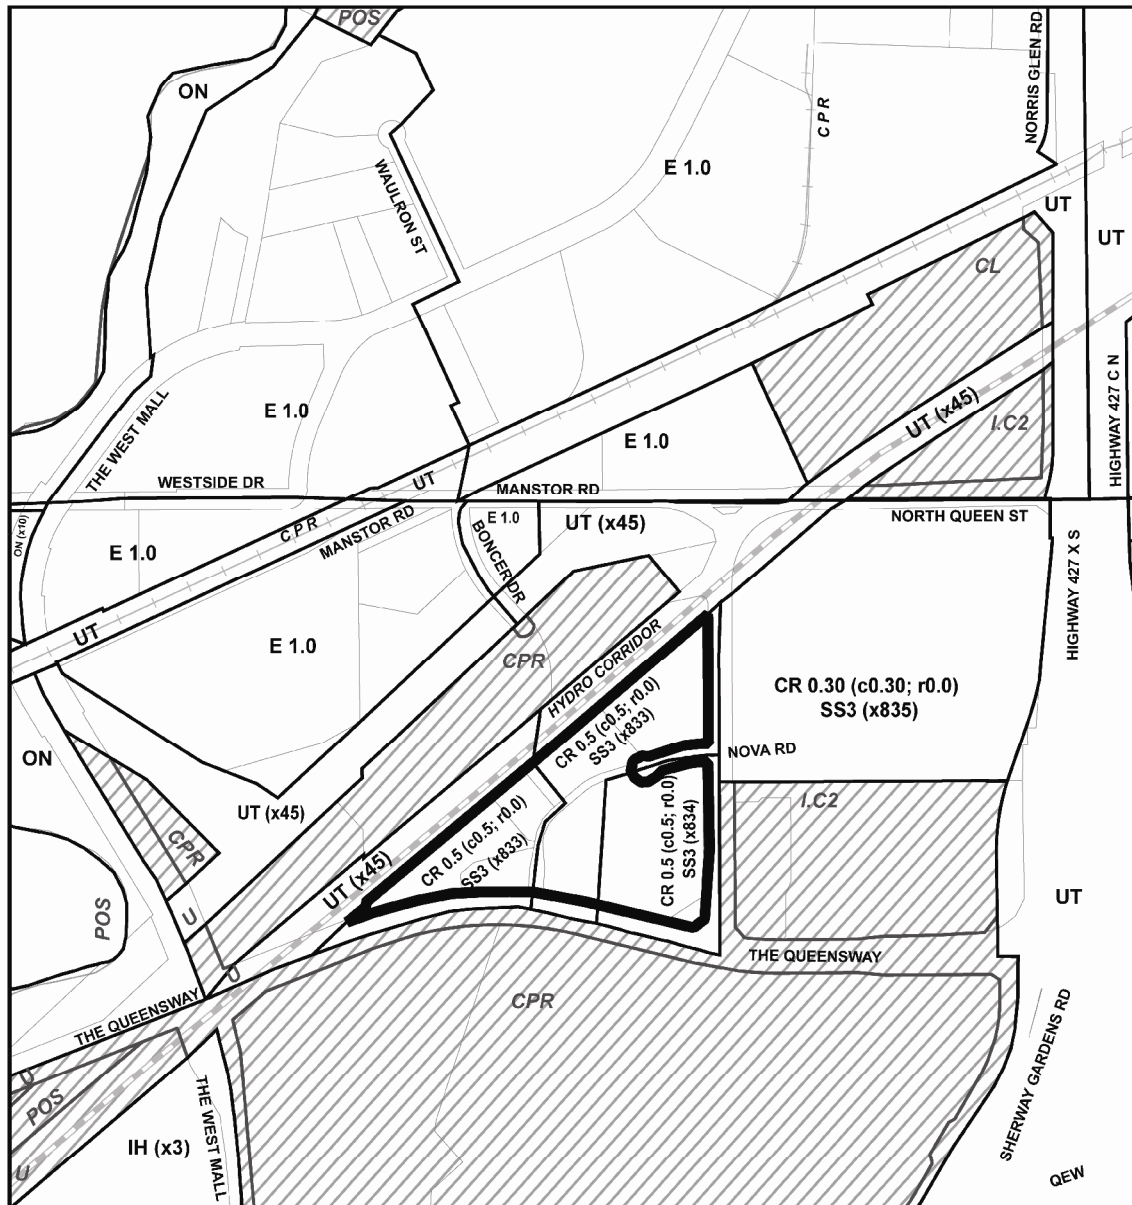 POS
ON
NORRIS GLEN RD
C P R
E 1.0
WAULRON ST
UT
UT
CL
HIGHWAY 427 C N
THE WEST MALL
E 1.0
E 1.0
UT (x45)
I.C2
WESTSIDE DR
UT
MANSTOR RD
ON (x10)
E 1.0
C P R
MANSTOR RD
E 1.0
BONCER DR
UT (x45)
NORTH QUEEN ST
HIGHWAY 427 X S
UT
E 1.0
CPR
HYDRO CORRIDOR
CR 0.5 (c0.5; r0.0)
SS3 (x833)
CR 0.30 (c0.30; r0.0)
SS3 (x835)
NOVA RD
ON
UT (x45)
CPR
UT (x45)
CR 0.5 (c0.5; r0.0)
SS3 (x833)
CR 0.5 (c0.5; r0.0)
SS3 (x834)
I.C2
UT
POS
U
THE QUEENSWAY
THE QUEENSWAY
CPR
POS
IH (x3)
THE WEST MALL
U
SHERWAY GARDENS RD
QEW